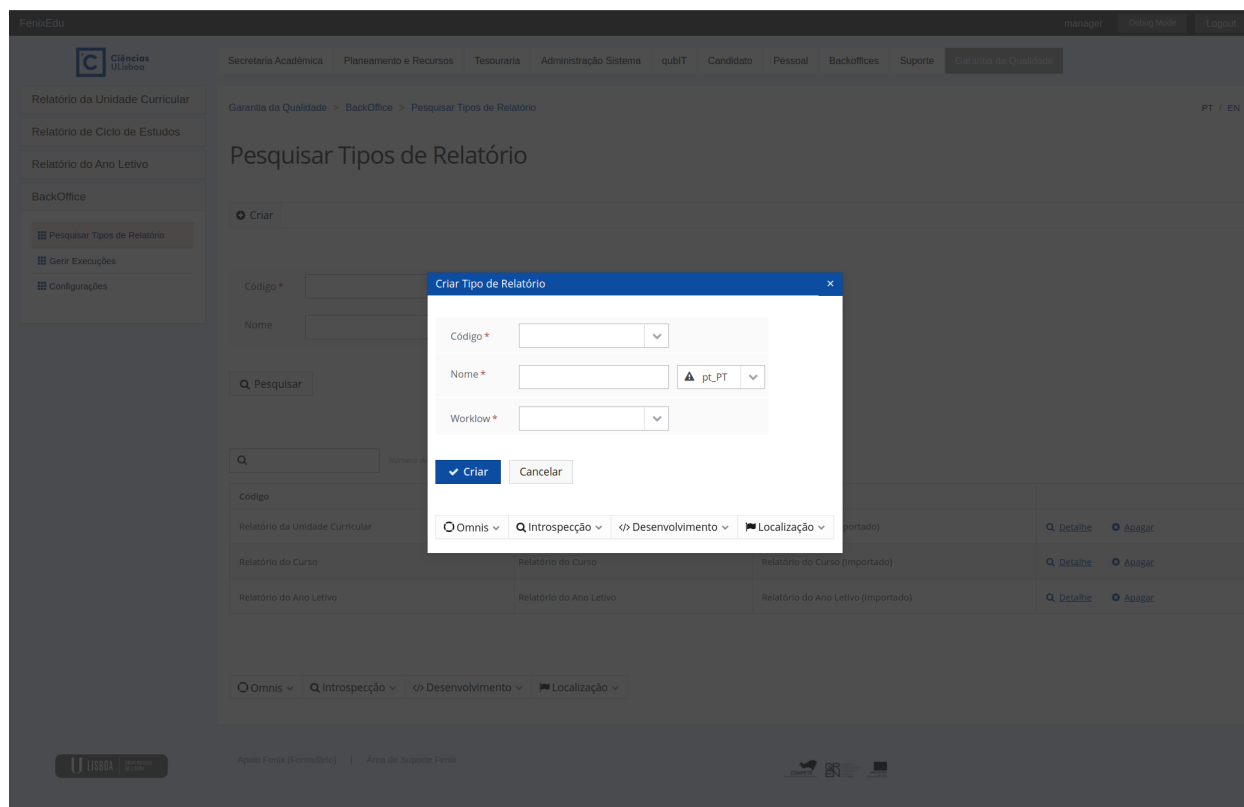 FenixEdu manager Debug Mode Logout
Ciências
ULisboa
Secretaria Académica Planeamento e Recursos Tesouraria Administração Sistema qubIT Candidato Pessoal Backoffices Suporte Garantia da Qualidade
Relatório da Unidade Curricular
Relatório de Ciclo de Estudos
Relatório do Ano Letivo
BackOffice
Pesquisar Tipos de Relatório
Gerir Execuções
Configurações
Garantia da Qualidade > BackOffice > Pesquisar Tipos de Relatório PT / EN
Pesquisar Tipos de Relatório
Criar
Código *
Nome
Pesquisar
Criar Tipo de Relatório ×
Código *
Nome * pt_PT
Worklow *
Criar Cancelar
Omnis Introspecção Desenvolvimento Localização
Código
Relatório da Unidade Curricular Detalhe Apagar
Relatório do Curso Relatório do Curso Relatório do Curso (Importado) Detalhe Apagar
Relatório do Ano Letivo Relatório do Ano Letivo Relatório do Ano Letivo (Importado) Detalhe Apagar
Omnis Introspecção Desenvolvimento Localização
LISBOA
Apoio Fenix (Formulário) | Área de Suporte Fenix
COMPETE